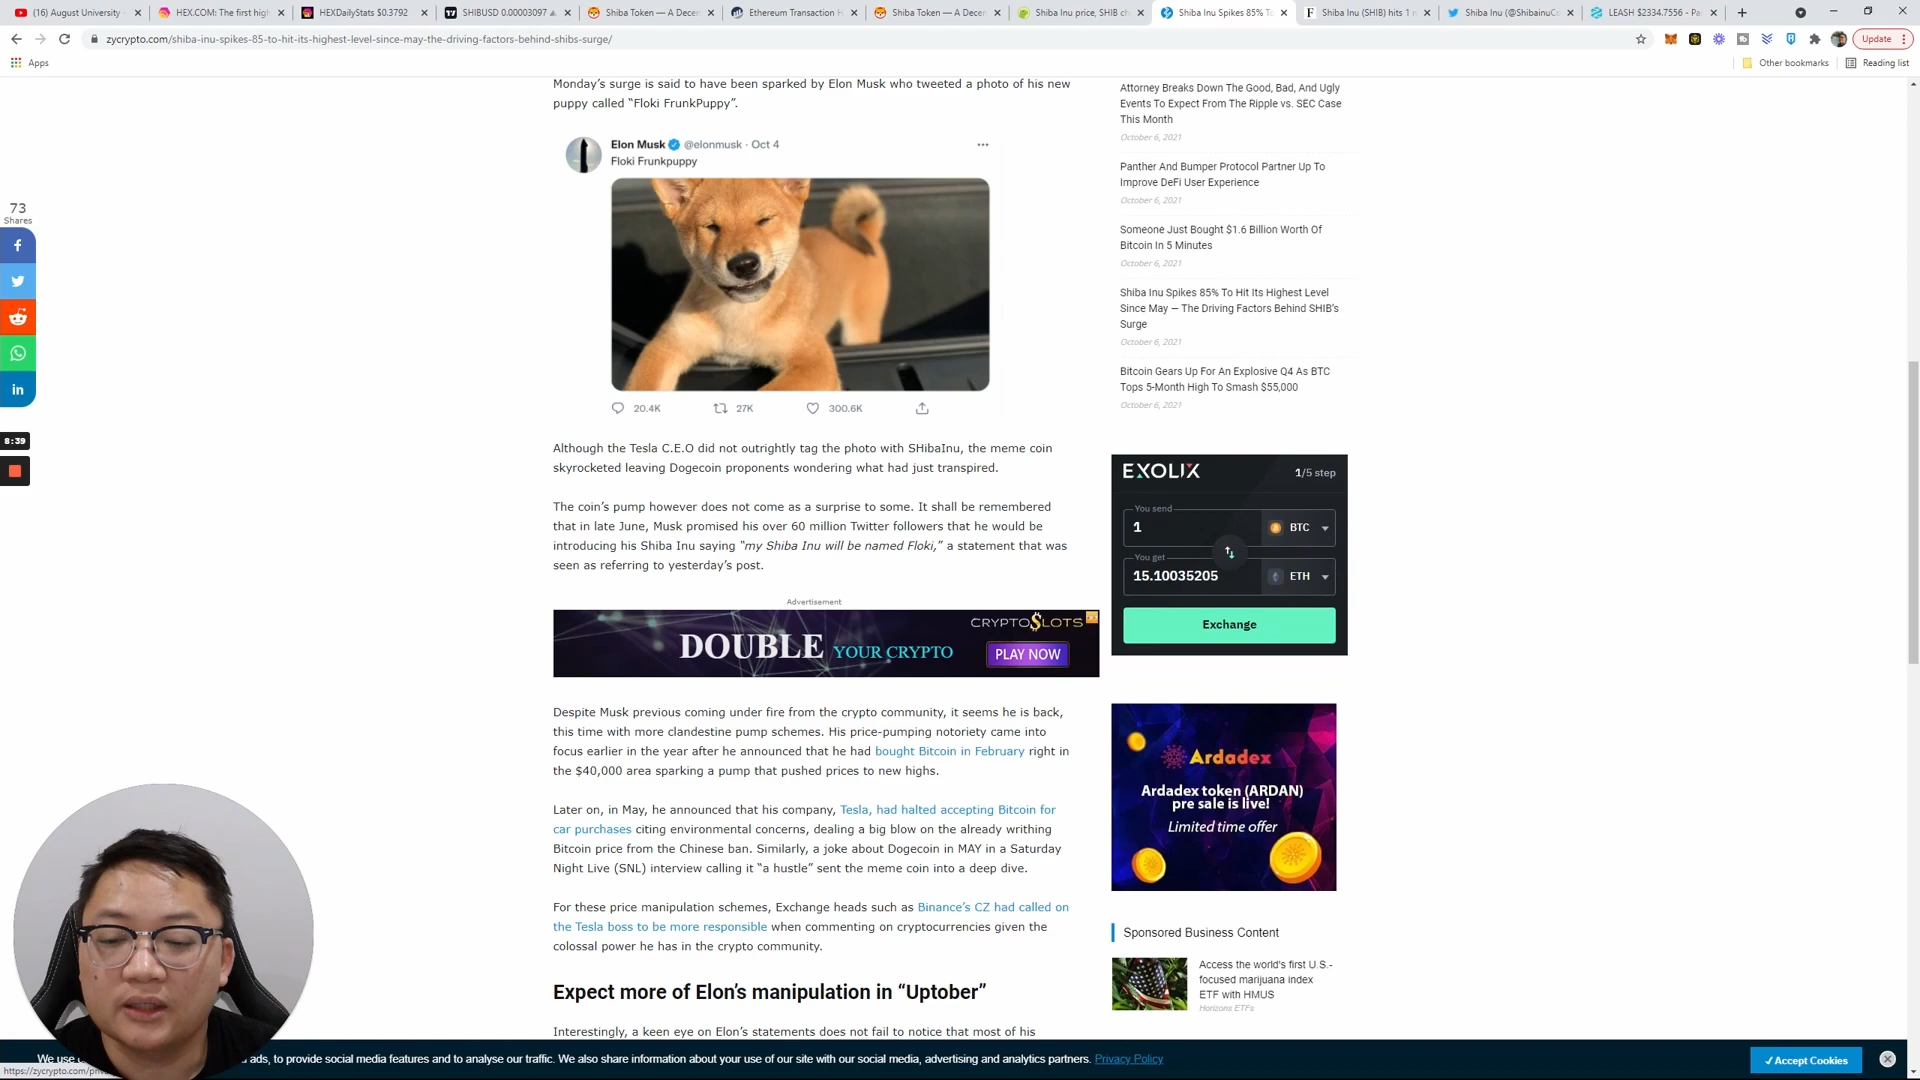 (16) August University -
HEX.COM: The first high
HEXDailyStats $0.3792
SHIBUSD 0.00003097
Shiba Token — A Decen
Ethereum Transaction H
Shiba Token — A Decen
Shiba Inu price, SHIB ch
Shiba Inu Spikes 85% To
Shiba Inu (SHIB) hits 1 m
Shiba Inu (@ShibainuCo
LEASH $2334.7556 - Pa
zycrypto.com/shiba-inu-spikes-85-to-hit-its-highest-level-since-may-the-driving-factors-behind-shibs-surge/
Update
Apps
Other bookmarks
Reading list
73
Shares
8:39
Monday’s surge is said to have been sparked by Elon Musk who tweeted a photo of his new
puppy called “Floki FrunkPuppy”.
Elon Musk @elonmusk · Oct 4
Floki Frunkpuppy
20.4K 27K 300.6K
Although the Tesla C.E.O did not outrightly tag the photo with SHibaInu, the meme coin
skyrocketed leaving Dogecoin proponents wondering what had just transpired.
The coin’s pump however does not come as a surprise to some. It shall be remembered
that in late June, Musk promised his over 60 million Twitter followers that he would be
introducing his Shiba Inu saying “my Shiba Inu will be named Floki,” a statement that was
seen as referring to yesterday’s post.
Advertisement
DOUBLE YOUR CRYPTO
CRYPTO$LOTS
PLAY NOW
Despite Musk previous coming under fire from the crypto community, it seems he is back,
this time with more clandestine pump schemes. His price-pumping notoriety came into
focus earlier in the year after he announced that he had bought Bitcoin in February right in
the $40,000 area sparking a pump that pushed prices to new highs.
Later on, in May, he announced that his company, Tesla, had halted accepting Bitcoin for
car purchases citing environmental concerns, dealing a big blow on the already writhing
Bitcoin price from the Chinese ban. Similarly, a joke about Dogecoin in MAY in a Saturday
Night Live (SNL) interview calling it “a hustle” sent the meme coin into a deep dive.
For these price manipulation schemes, Exchange heads such as Binance’s CZ had called on
the Tesla boss to be more responsible when commenting on cryptocurrencies given the
colossal power he has in the crypto community.
Expect more of Elon’s manipulation in “Uptober”
Interestingly, a keen eye on Elon’s statements does not fail to notice that most of his
Attorney Breaks Down The Good, Bad, And Ugly
Events To Expect From The Ripple vs. SEC Case
This Month
October 6, 2021
Panther And Bumper Protocol Partner Up To
Improve DeFi User Experience
October 6, 2021
Someone Just Bought $1.6 Billion Worth Of
Bitcoin In 5 Minutes
October 6, 2021
Shiba Inu Spikes 85% To Hit Its Highest Level
Since May — The Driving Factors Behind SHIB’s
Surge
October 6, 2021
Bitcoin Gears Up For An Explosive Q4 As BTC
Tops 5-Month High To Smash $55,000
October 6, 2021
EXOLIX 1/5 step
You send
1 BTC
You get
15.10035205 ETH
Exchange
Ardadex
Ardadex token (ARDAN)
pre sale is live!
Limited time offer
Sponsored Business Content
Access the world's first U.S.-
focused marijuana index
ETF with HMUS
Horizons ETFs
We use c
ads, to provide social media features and to analyse our traffic. We also share information about your use of our site with our social media, advertising and analytics partners. Privacy Policy
✓Accept Cookies
https://zycrypto.com/priv